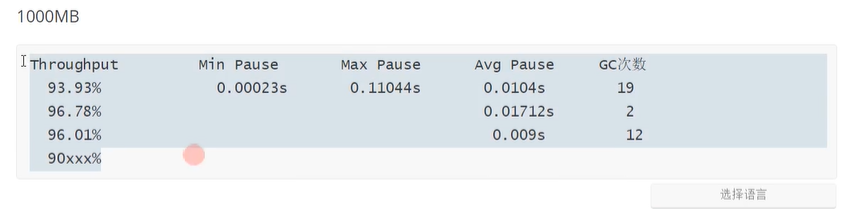 1000MB
Throughput Min Pause Max Pause Avg Pause GC次数
93.93% 0.00023s 0.11044s 0.0104s 19
96.78% 0.01712s 2
96.01% 0.009s 12
90xxx%
选择语言